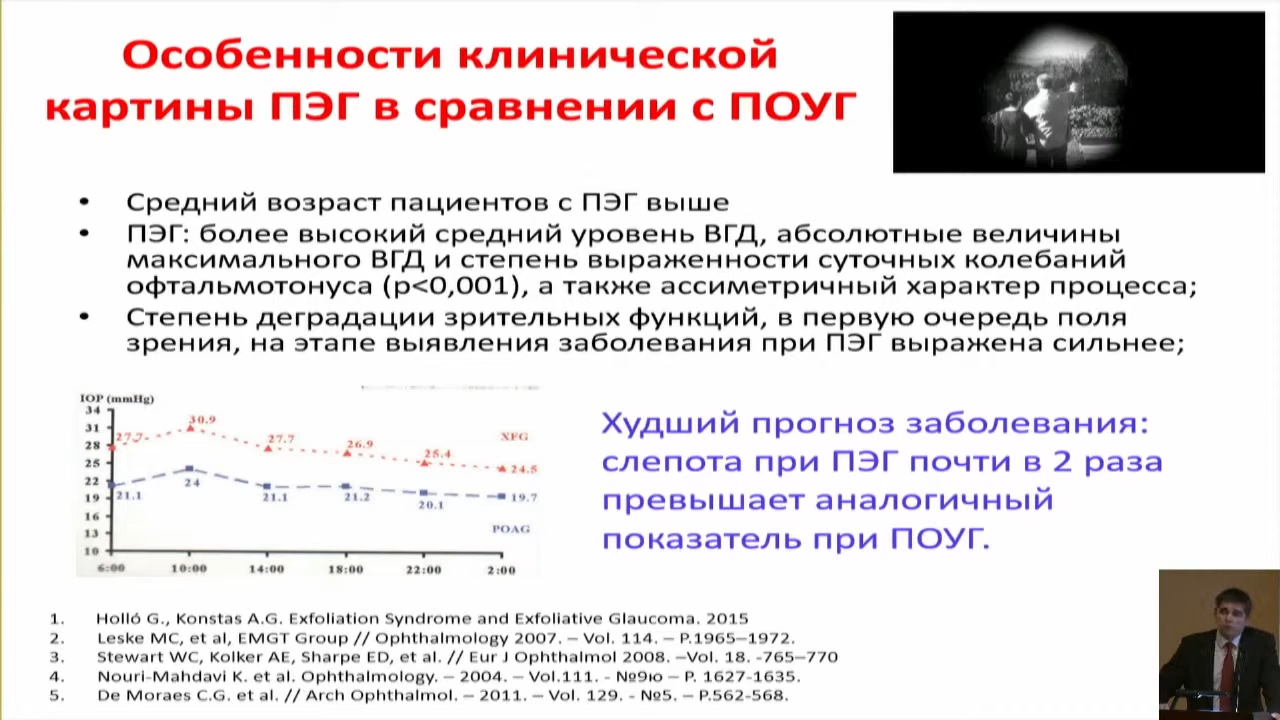 Особенности клинической
картины ПЭГ в сравнении с ПОУГ
• Средний возраст пациентов с ПЭГ выше
• ПЭГ: более высокий средний уровень ВГД, абсолютные величины
максимального ВГД и степень выраженности суточных колебаний
офтальмотонуса (p<0,001), а также ассиметричный характер процесса;
• Степень деградации зрительных функций, в первую очередь поля
зрения, на этапе выявления заболевания при ПЭГ выражена сильнее;
IOP (mmHg)
34
31
28
25
22
19
16
13
10
27.7
30.9
27.7
26.9
25.4
24.5
XFG
21.1
24
21.1
21.2
20.1
19.7
POAG
6:00 10:00 14:00 18:00 22:00 2:00
Худший прогноз заболевания:
слепота при ПЭГ почти в 2 раза
превышает аналогичный
показатель при ПОУГ.
1. Holló G., Konstas A.G. Exfoliation Syndrome and Exfoliative Glaucoma. 2015
2. Leske MC, et al, EMGT Group // Ophthalmology 2007. – Vol. 114. – P.1965–1972.
3. Stewart WC, Kolker AE, Sharpe ED, et al. // Eur J Ophthalmol 2008. –Vol. 18. -765–770
4. Nouri-Mahdavi K. et al. Ophthalmology. – 2004. – Vol.111. - №9ю – P. 1627-1635.
5. De Moraes C.G. et al. // Arch Ophthalmol. – 2011. – Vol. 129. - №5. – P.562-568.